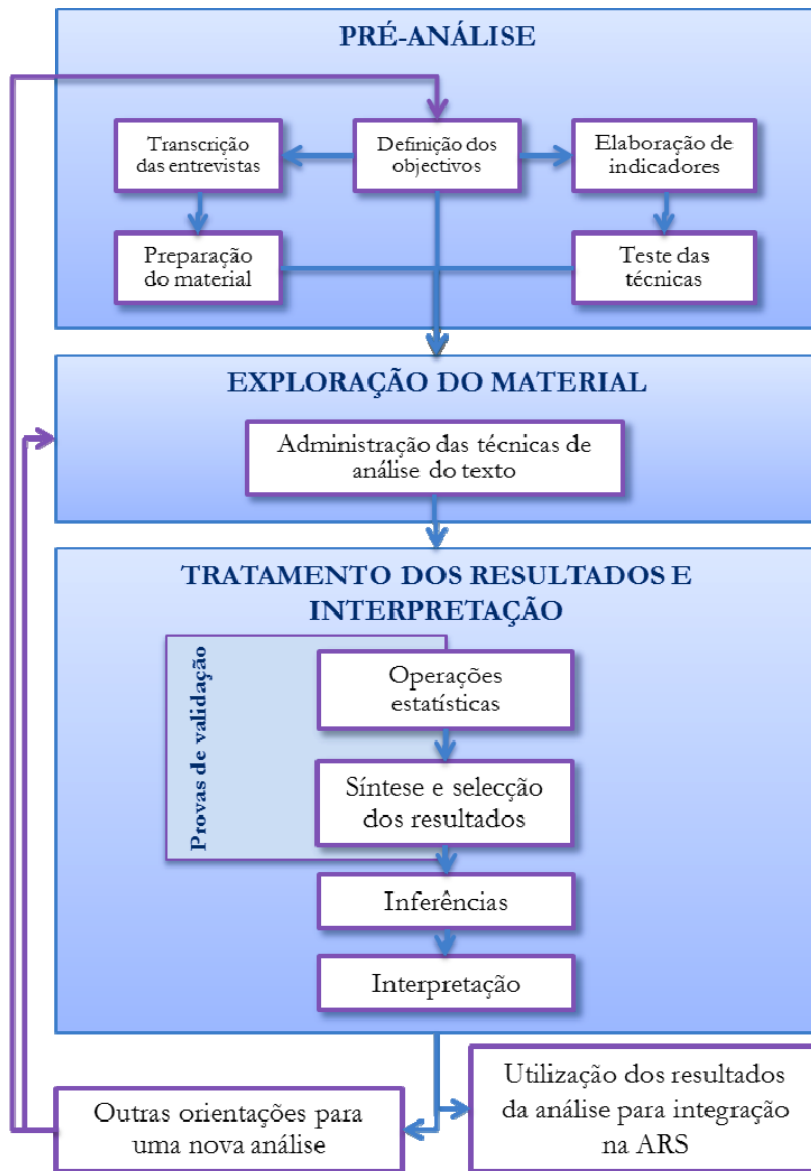 PRÉ-ANÁLISE
Transcrição
das entrevistas
Definição dos
objectivos
Elaboração de
indicadores
Preparação
do material
Teste das
técnicas
EXPLORAÇÃO DO MATERIAL
Administração das técnicas de
análise do texto
TRATAMENTO DOS RESULTADOS E
INTERPRETAÇÃO
Provas de validação
Operações
estatísticas
Síntese e selecção
dos resultados
Inferências
Interpretação
Outras orientações para
uma nova análise
Utilização dos resultados
da análise para integração
na ARS